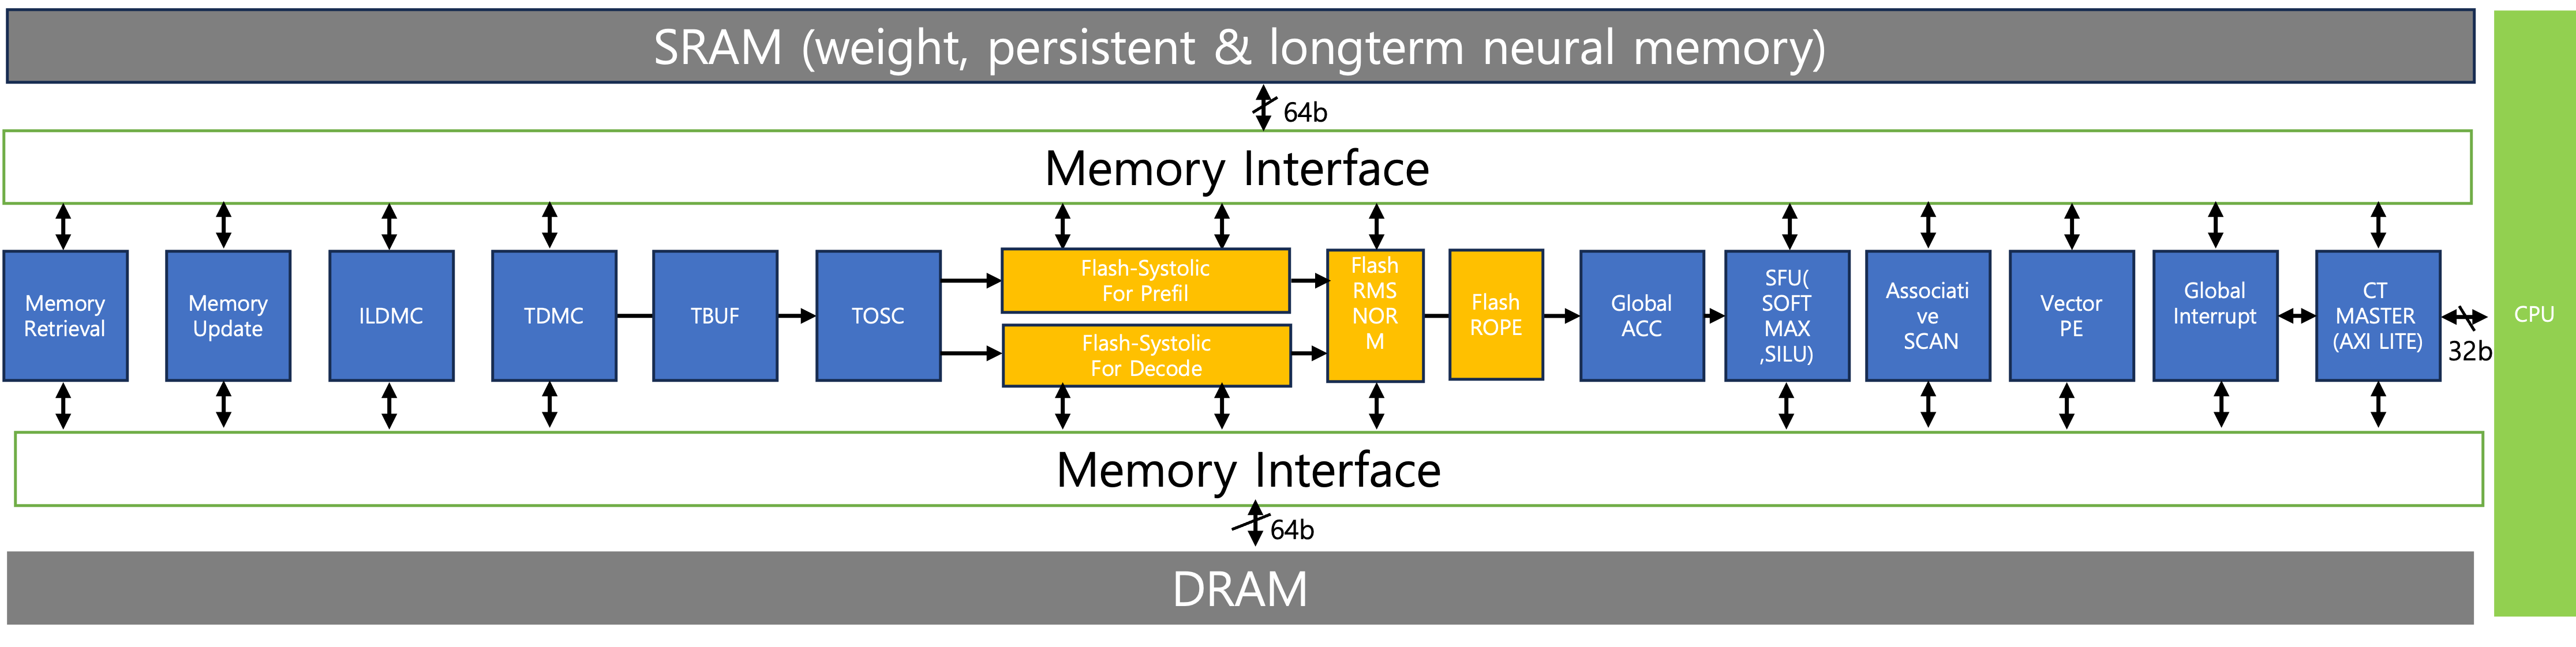 SRAM (weight, persistent & longterm neural memory)
64b
Memory Interface
Memory
Retrieval
Memory
Update
ILDMC
TDMC
TBUF
TOSC
Flash-Systolic
For Prefil
Flash-Systolic
For Decode
Flash
RMS
NOR
M
Flash
ROPE
Global
ACC
SFU(
SOFT
MAX
,SILU)
Associati
ve
SCAN
Vector
PE
Global
Interrupt
CT
MASTER
(AXI LITE)
32b
CPU
Memory Interface
64b
DRAM